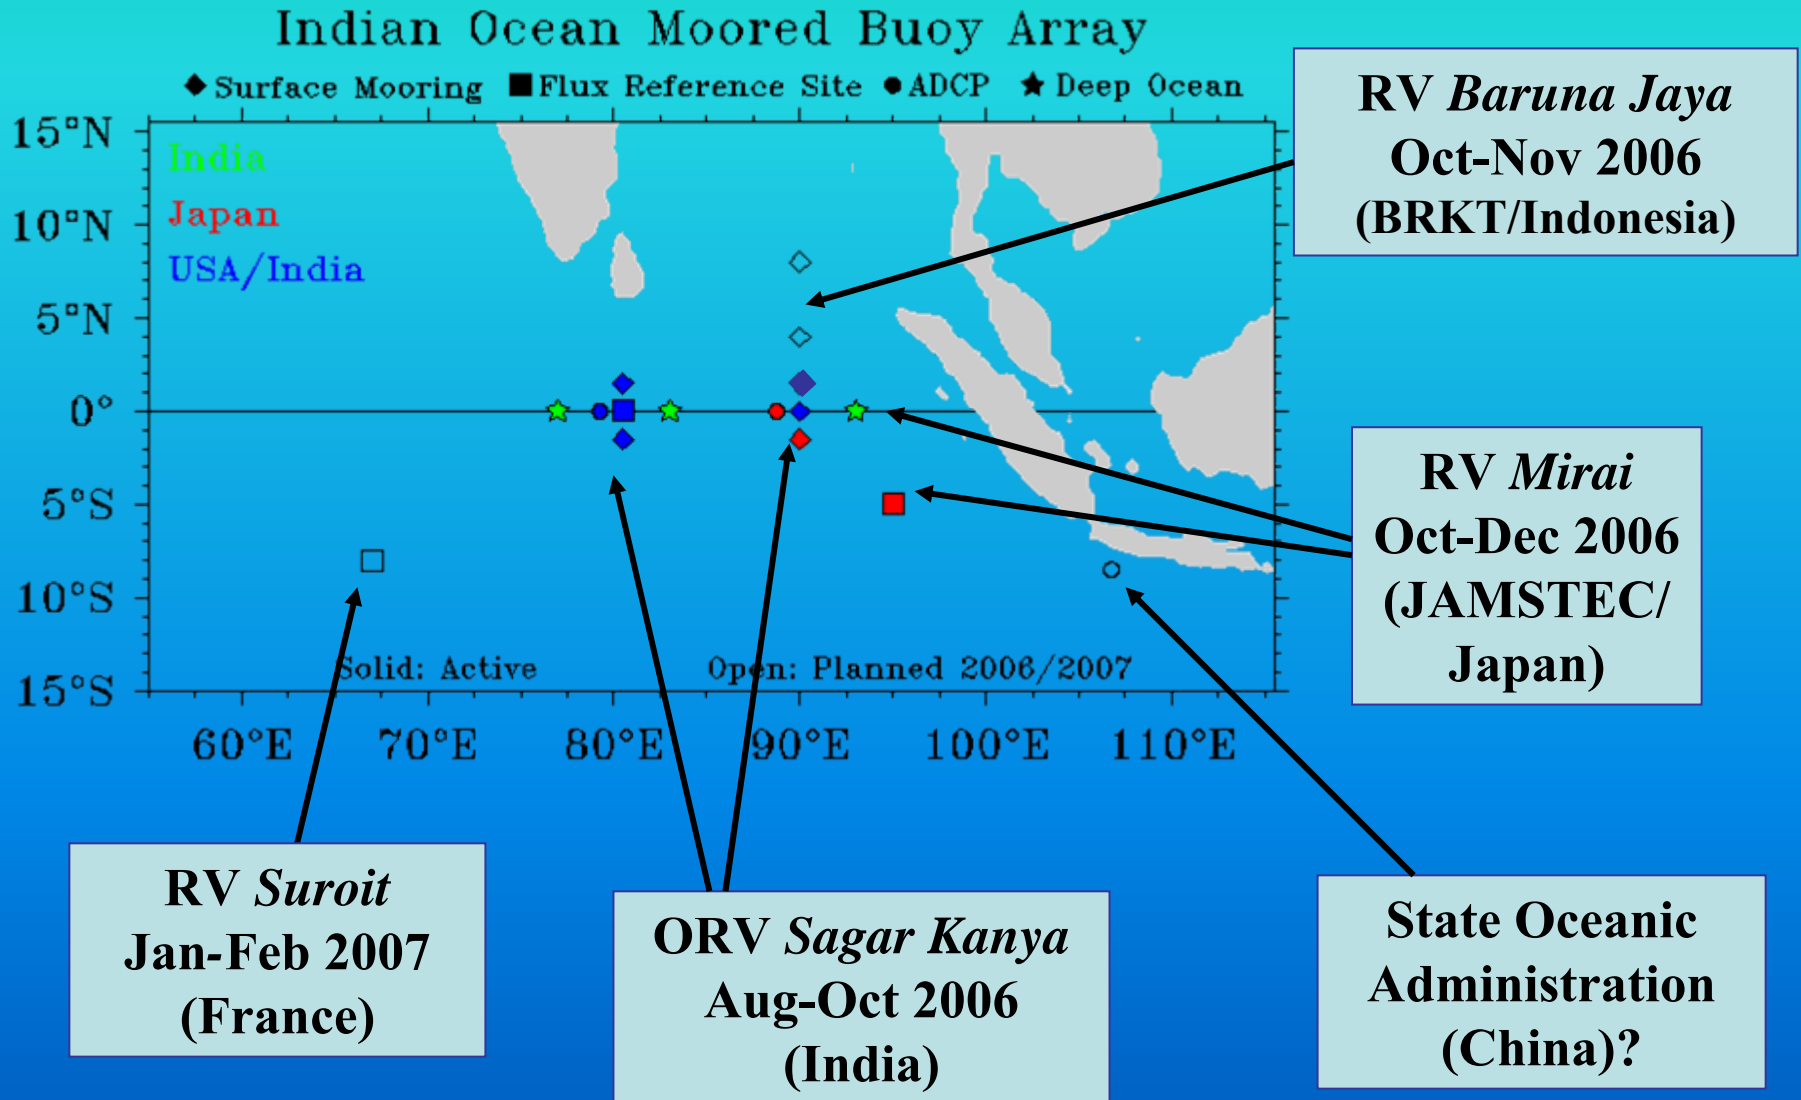 Indian Ocean Moored Buoy Array
Surface Mooring Flux Reference Site ADCP Deep Ocean
15°N
10°N
5°N
0°
5°S
10°S
15°S
India
Japan
USA/India
Solid: Active Open: Planned 2006/2007
60°E 70°E 80°E 90°E 100°E 110°E
RV Baruna Jaya
Oct-Nov 2006
(BRKT/Indonesia)
RV Mirai
Oct-Dec 2006
(JAMSTEC/
Japan)
RV Suroit
Jan-Feb 2007
(France)
ORV Sagar Kanya
Aug-Oct 2006
(India)
State Oceanic
Administration
(China)?